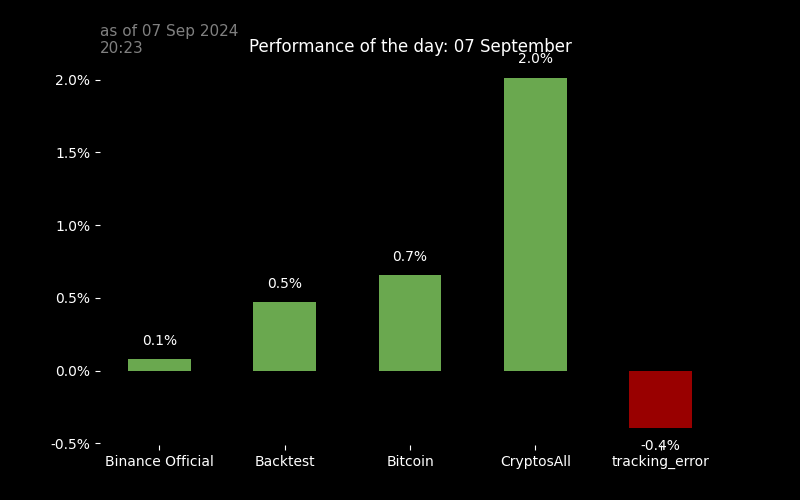 as of 07 Sep 2024
20:23
Performance of the day: 07 September
2.0%
2.0%
1.5%
1.0%
0.7%
0.5%
0.5%
0.1%
0.0%
-0.5%
-0.4%
Binance Official
Backtest
Bitcoin
CryptosAll
tracking_error